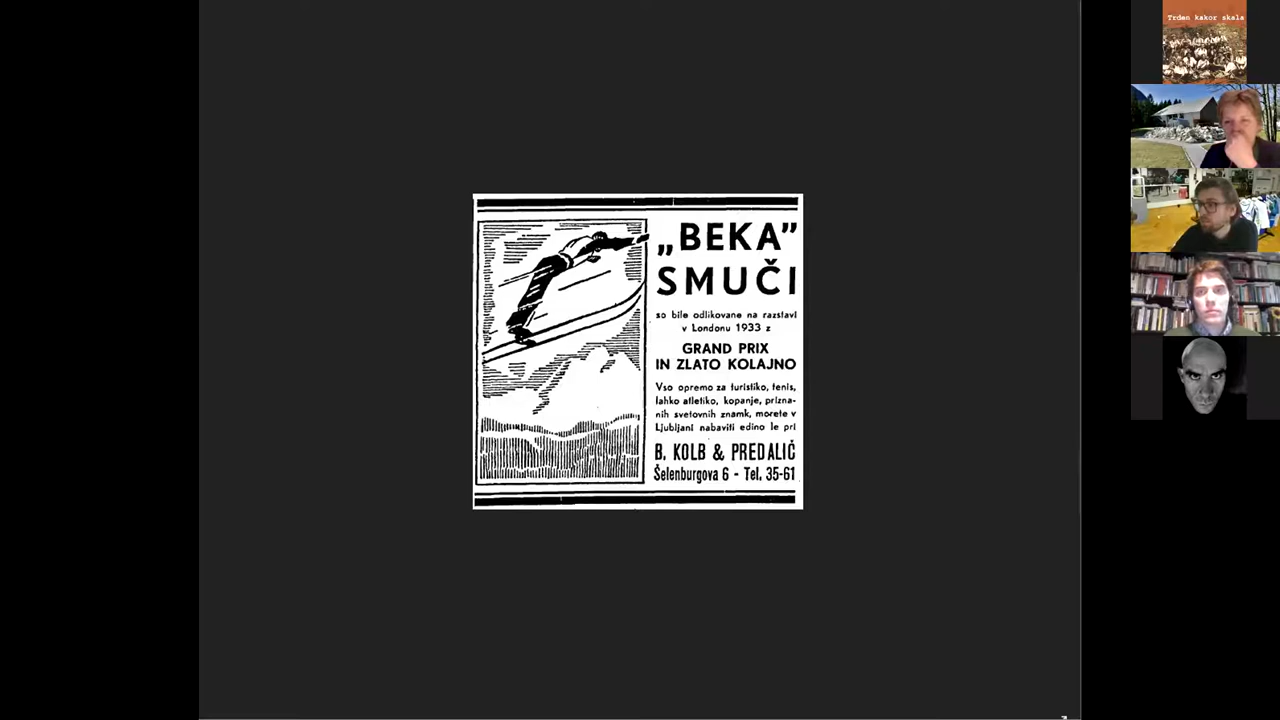 Trden kakor skala
„BEKA”
SMUČI
so bile odlikovane na razstavi
v Londonu 1933 z
GRAND PRIX
IN ZLATO KOLAJNO
Vso opremo za turistiko, tenis,
lahko atletiko, kopanje, prizna-
nih svetovnih znamk, morete v
Ljubljani nabaviti edino le pri
B. KOLB & PREDALIČ
Šelenburgova 6 - Tel. 35-61